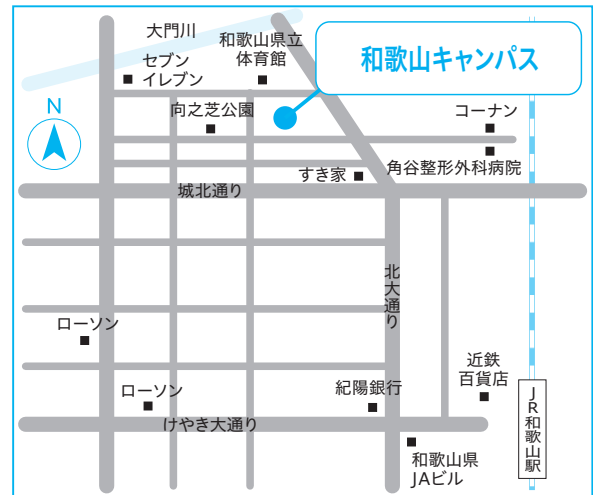 大門川
和歌山県立
体育館
セブン
イレブン
和歌山キャンパス
N
向之芝公園
コーナン
すき家
角谷整形外科病院
城北通り
北大通り
ローソン
ローソン
紀陽銀行
近鉄
百貨店
JR和歌山駅
けやき大通り
和歌山県
JAビル